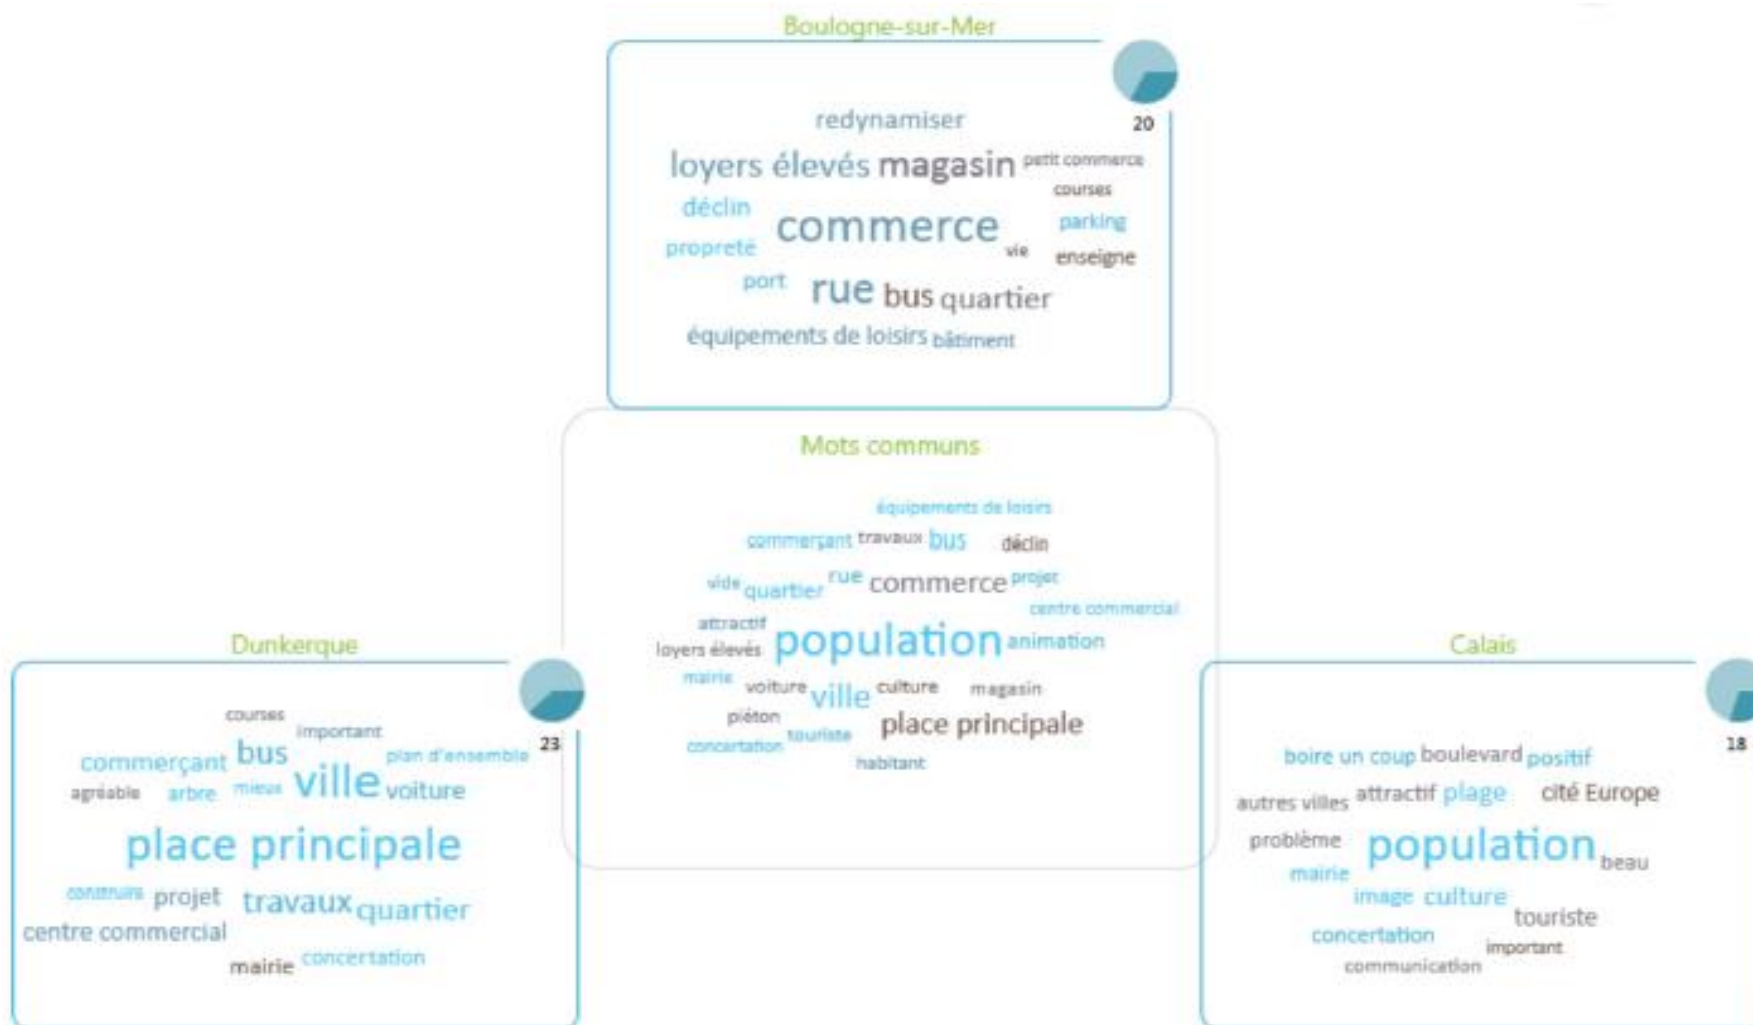 Boulogne-sur-Mer
20
redynamiser
loyers élevés magasin petit commerce
courses
déclin commerce parking
propreté vie enseigne
port rue bus quartier
équipements de loisirs bâtiment
Mots communs
équipements de loisirs
commerçant travaux bus déclin
vide quartier rue commerce projet
centre commercial
attractif
loyers élevés population animation
mairie voiture ville culture magasin
piéton place principale
concertation touriste
habitant
Dunkerque
23
courses
important
commerçant bus plan d'ensemble
agréable arbre mieux ville voiture
place principale
construire projet travaux quartier
centre commercial
mairie concertation
Calais
18
boire un coup boulevard positif
autres villes attractif plage cité Europe
problème population beau
mairie
image culture
touriste
concertation
important
communication